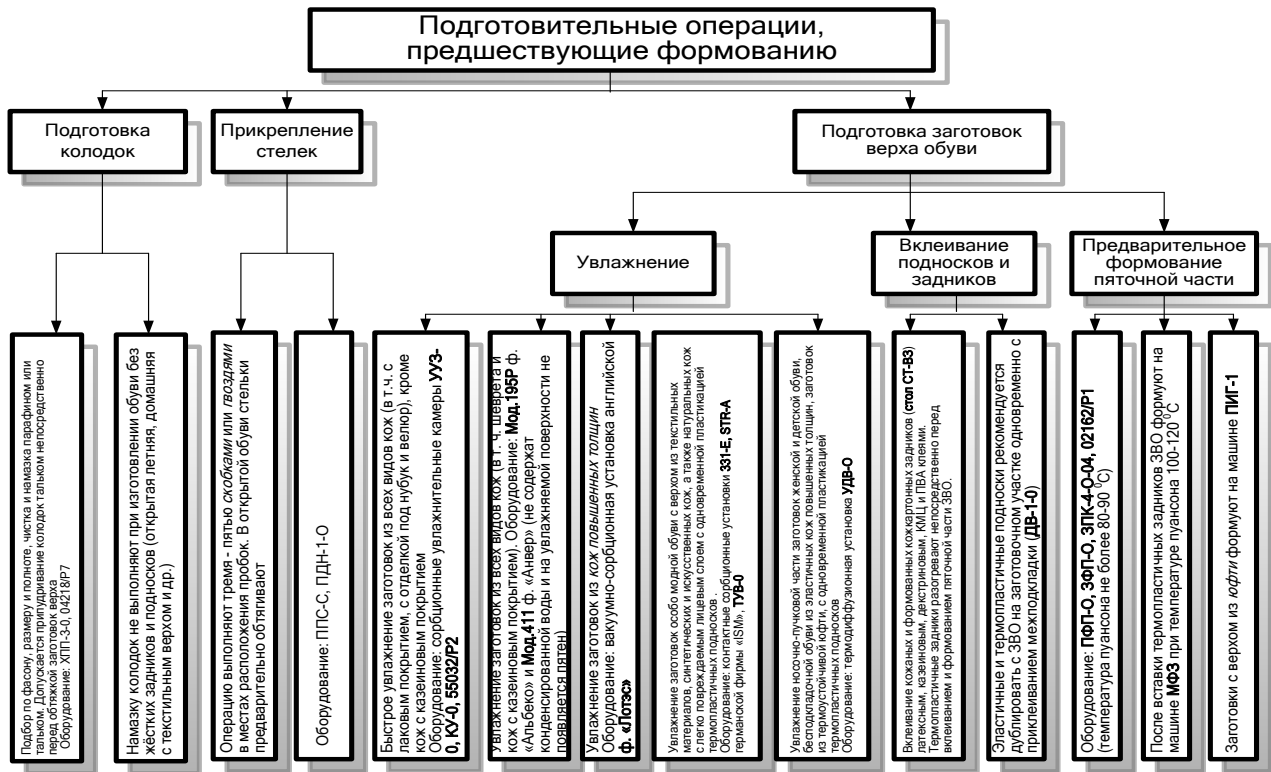 Подготовительные операции,
предшествующие формованию
Подготовка
колодок
Прикрепление
стелек
Подготовка заготовок
верха обуви
Увлажнение
Вклеивание
подносков и
задников
Предварительное
формование
пяточной части
Подбор по фасону, размеру и полноте, чистка и намазка парафином или
тальком. Допускается припудривание колодок тальком непосредственно
перед обтяжкой заготовок верха
Оборудование: ХПП-3-0, 04218/Р7
Намазку колодок не выполняют при изготовлении обуви без
жёстких задников и подносков (открытая летняя, домашняя
с текстильным верхом и др.)
Операцию выполняют тремя - пятью скобками или гвоздями
в местах расположения пробок. В открытой обуви стельки
предварительно обтягивают
Оборудование: ППС-С, ПДН-1-О
Быстрое увлажнение заготовок из всех видов кож (в т.ч. с
лаковым покрытием, с отделкой под нубук и велюр), кроме
кож с казеиновым покрытием
Оборудование: сорбционные увлажнительные камеры УУЗ-
0, КУ-0, 55032/Р2
Увлажнение заготовок из всех видов кож (в т. ч. шеврета и
кож с казеиновым покрытием). Оборудование: Мод.195Р ф.
«Альбеко» и Мод.411 ф. «Анвер» (не содержат
конденсированной воды и на увлажняемой поверхности не
появляется пятен)
Увлажнение заготовок из кож повышенных толщин
Оборудование: вакуумно-сорбционная установка английской
ф. «Лотэс»
Увлажнение заготовок особо модной обуви с верхом из текстильных
материалов, синтетических и искусственных кож, а также натуральных кож
с легко повреждаемым лицевым слоем с одновременной пластикацией
термопластичных подносков .
Оборудование: контактные сорбционные установки 331-Е, STR-A
германской фирмы «ISM», ТУВ-0
Увлажнение носочно-пучковой части заготовок женской и детской обуви,
бесподкладочной обуви из эластичных кож повышенных толщин, заготовок
из термоустойчивой юфти, с одновременной пластикацией
термопластичных подносков
Оборудование: термодиффузионная установка УДВ-О
Вклеивание кожаных и формованных кожкартонных задников (стол СТ-ВЗ)
латексным, казеиновым, декстриновым, КМЦ и ПВА клеями.
Термопластичные задники разогревают непосредственно перед
вклеиванием и формованием пяточной части ЗВО.
Эластичные и термопластичные подноски рекомендуется
дублировать с ЗВО на заготовочном участке одновременно с
приклеиванием межподкладки (ДВ-1-0)
Оборудование: ПФП-О, ЗФП-О, ЗПК-4-О-04, 02162/Р1
(температура пуансона не более 80-90 ⁰С)
После вставки термопластичных задников ЗВО формуют на
машине МФЗ при температуре пуансона 100-120 ⁰С
Заготовки с верхом из юфти формуют на машине ПИГ-1